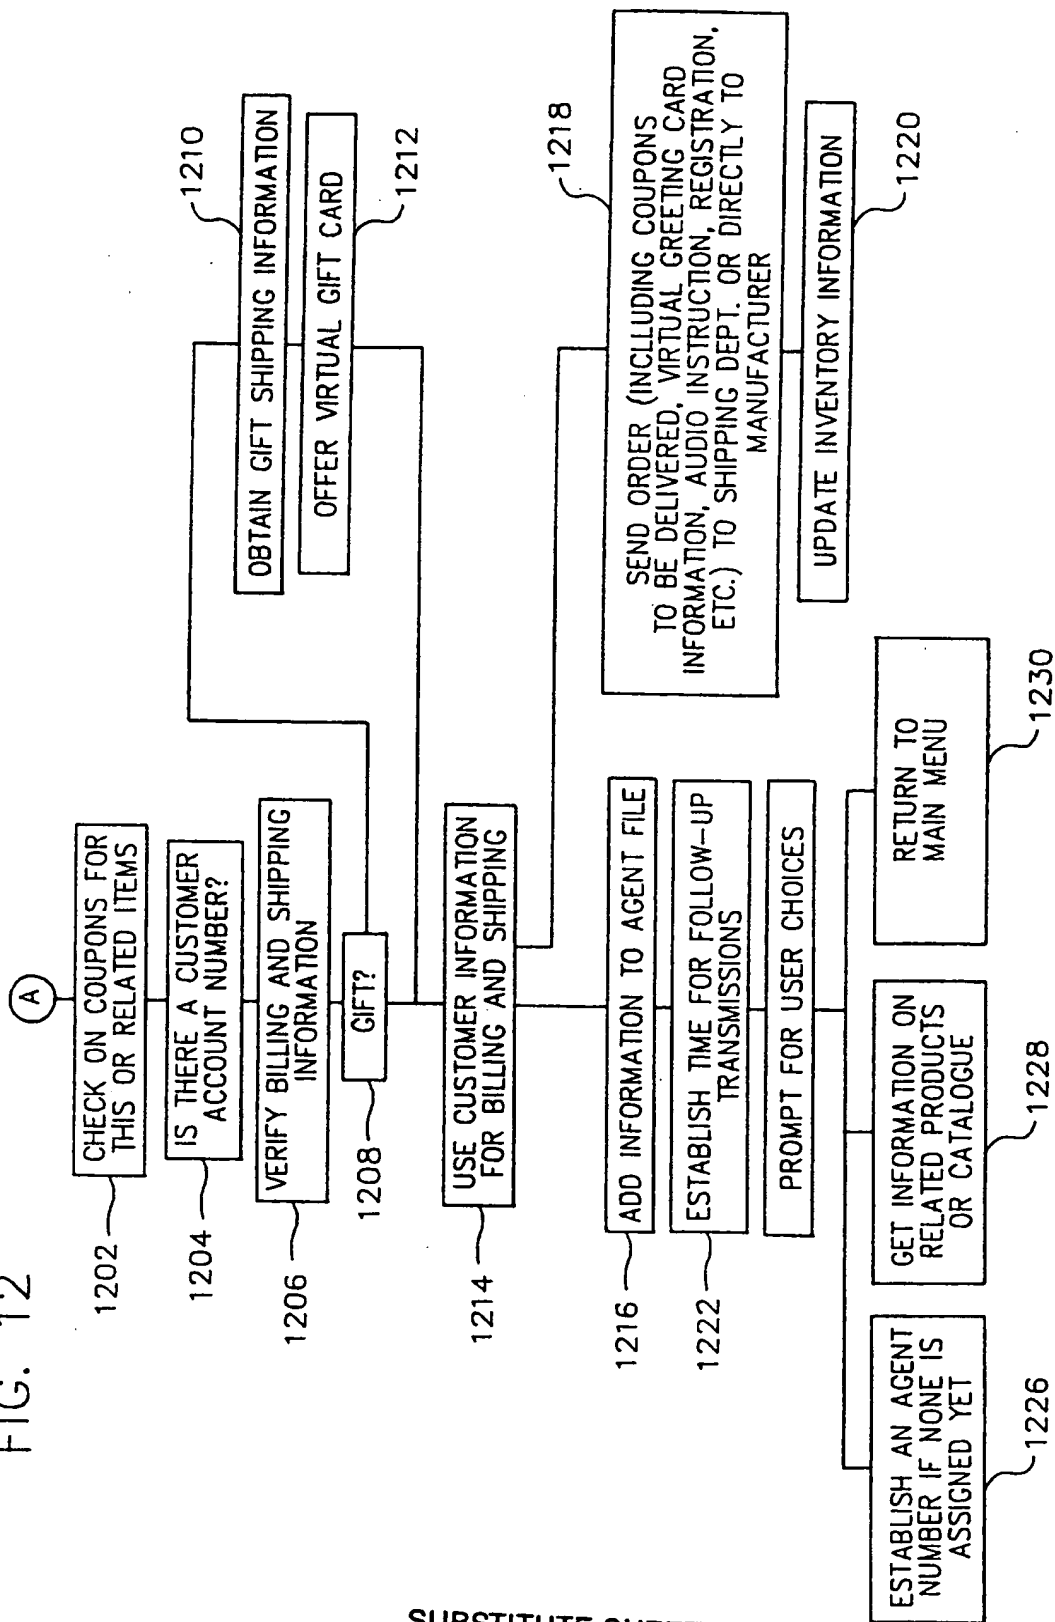 FIG. 12
A
CHECK ON COUPONS FOR
THIS OR RELATED ITEMS
1202
IS THERE A CUSTOMER
ACCOUNT NUMBER?
1204
VERIFY BILLING AND SHIPPING
INFORMATION
1206
GIFT?
1208
OBTAIN GIFT SHIPPING INFORMATION
1210
OFFER VIRTUAL GIFT CARD
1212
USE CUSTOMER INFORMATION
FOR BILLING AND SHIPPING
1214
SEND ORDER (INCLUDING COUPONS
TO BE DELIVERED, VIRTUAL GREETING CARD
INFORMATION, AUDIO INSTRUCTION, REGISTRATION,
ETC.) TO SHIPPING DEPT. OR DIRECTLY TO
MANUFACTURER
1218
UPDATE INVENTORY INFORMATION
1220
1216
ADD INFORMATION TO AGENT FILE
1222
ESTABLISH TIME FOR FOLLOW-UP
TRANSMISSIONS
PROMPT FOR USER CHOICES
ESTABLISH AN AGENT
NUMBER IF NONE IS
ASSIGNED YET
1226
GET INFORMATION ON
RELATED PRODUCTS
OR CATALOGUE
1228
RETURN TO
MAIN MENU
1230